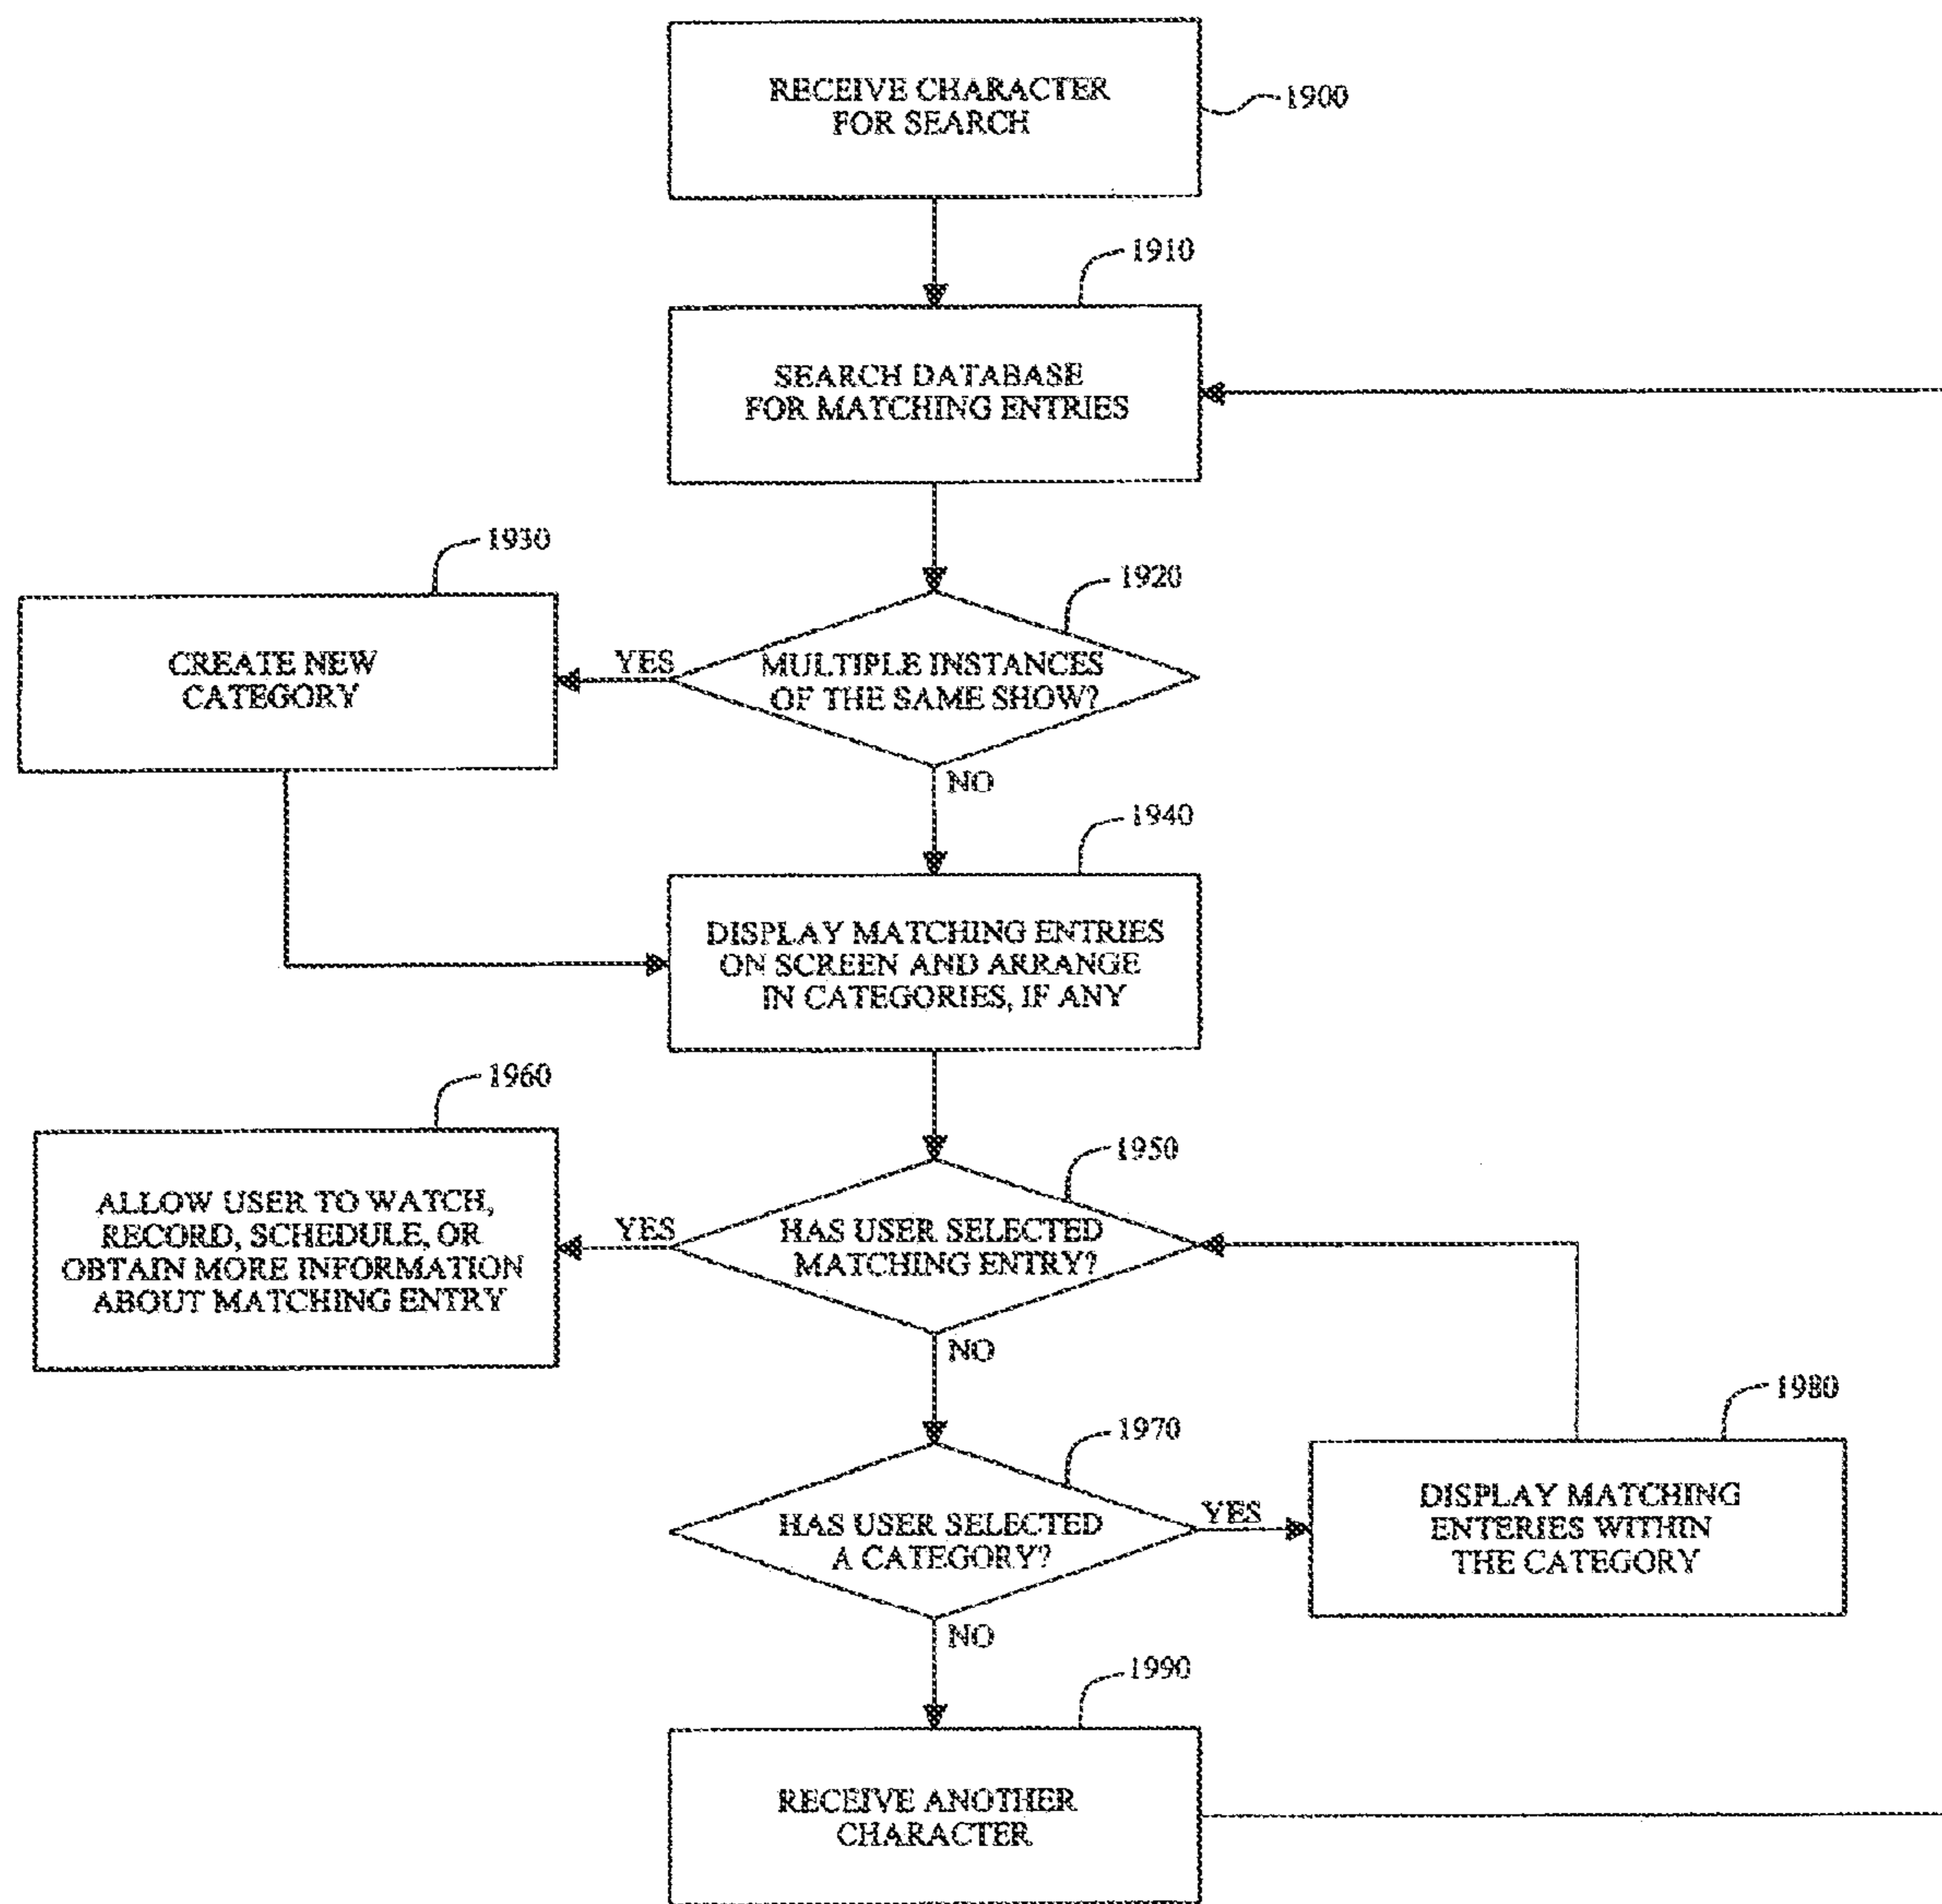 RECEIVE CHARACTER
FOR SEARCH
1900
1910
SEARCH DATABASE
FOR MATCHING ENTRIES
1930
1920
CREATE NEW
CATEGORY
YES
MULTIPLE INSTANCES
OF THE SAME SHOW?
NO
1940
DISPLAY MATCHING ENTRIES
ON SCREEN AND ARRANGE
IN CATEGORIES, IF ANY
1960
1950
ALLOW USER TO WATCH,
RECORD, SCHEDULE, OR
OBTAIN MORE INFORMATION
ABOUT MATCHING ENTRY
YES
HAS USER SELECTED
MATCHING ENTRY?
NO
1980
1970
HAS USER SELECTED
A CATEGORY?
YES
DISPLAY MATCHING
ENTERIES WITHIN
THE CATEGORY
NO
1990
RECEIVE ANOTHER
CHARACTER